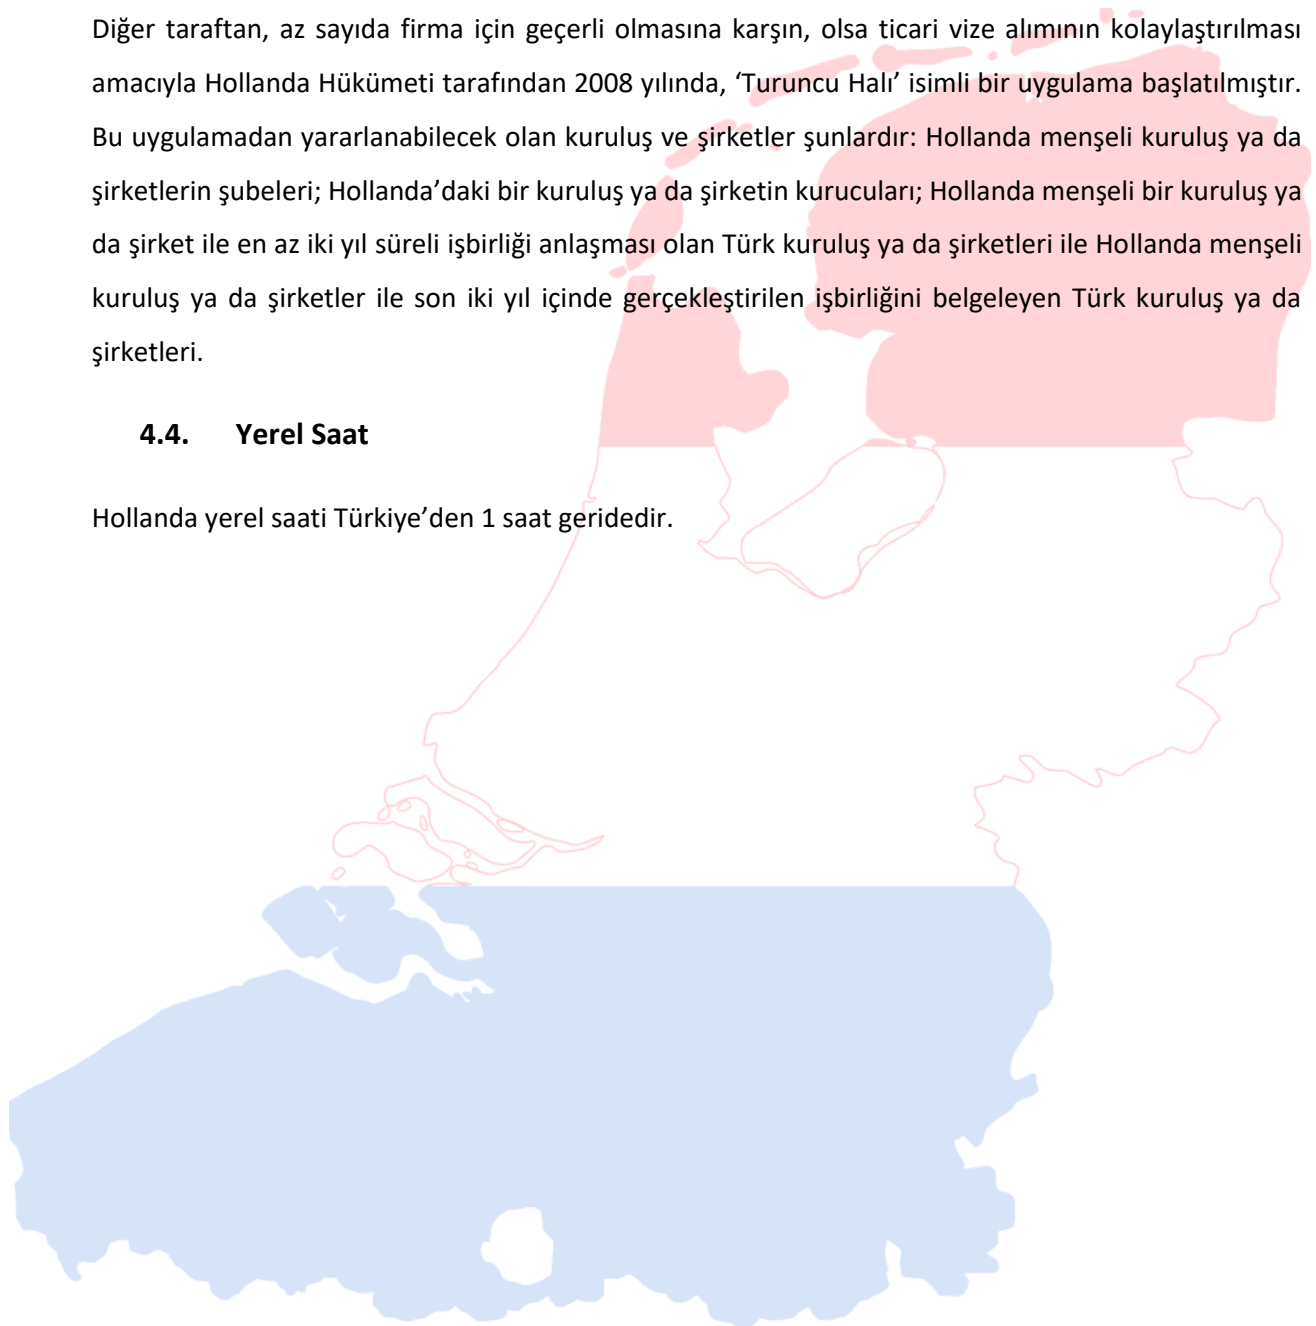 Diğer taraftan, az sayıda firma için geçerli olmasına karşın, olsa ticari vize alımının kolaylaştırılması
amacıyla Hollanda Hükümeti tarafından 2008 yılında, ‘Turuncu Halı’ isimli bir uygulama başlatılmıştır.
Bu uygulamadan yararlanabilecek olan kuruluş ve şirketler şunlardır: Hollanda menşeli kuruluş ya da
şirketlerin şubeleri; Hollanda’daki bir kuruluş ya da şirketin kurucuları; Hollanda menşeli bir kuruluş ya
da şirket ile en az iki yıl süreli işbirliği anlaşması olan Türk kuruluş ya da şirketleri ile Hollanda menşeli
kuruluş ya da şirketler ile son iki yıl içinde gerçekleştirilen işbirliğini belgeleyen Türk kuruluş ya da
şirketleri.
4.4. Yerel Saat
Hollanda yerel saati Türkiye’den 1 saat geridedir.